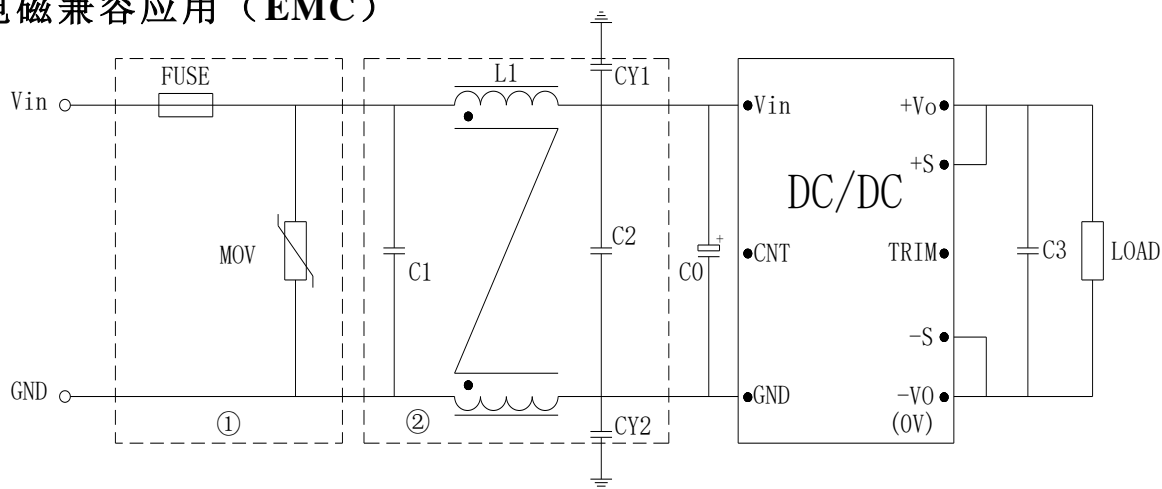 电磁兼容应用（EMC）
FUSE
L1
CY1
Vin
Vin
+Vo
+S
DC/DC
MOV
C1
C2
C0
CNT
TRIM
C3
LOAD
-S
GND
GND
-VO
(0V)
①
②
CY2